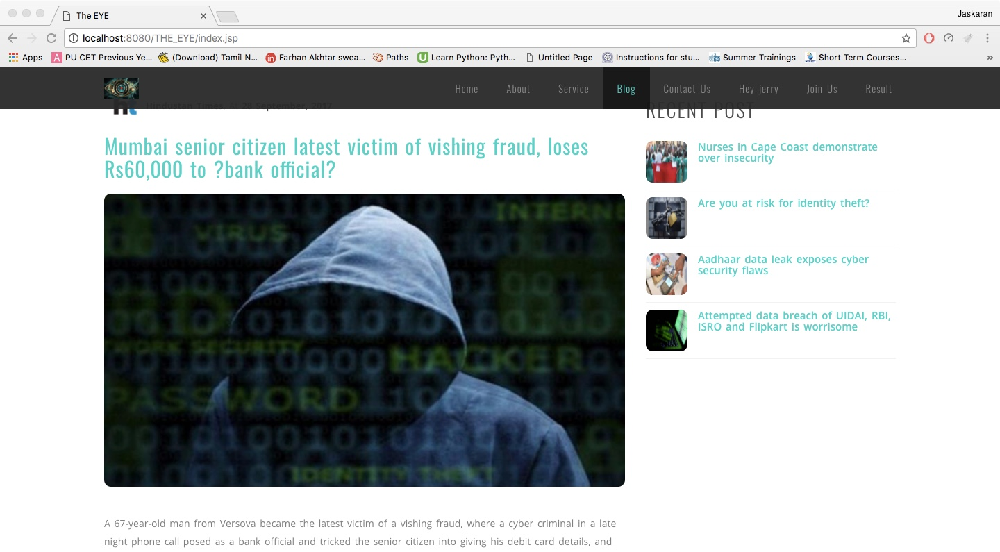 The EYE
Jaskaran
localhost:8080/THE_EYE/index.jsp
Apps PU CET Previous Ye... (Download) Tamil N... Farhan Akhtar swea... Paths Learn Python: Pyth... Untitled Page Instructions for stu... Summer Trainings Short Term Courses... »
Home About Service Blog Contact Us Hey jerry Join Us Result
ht Hindustan Times, at 28 September, 2017
RECENT POST
Mumbai senior citizen latest victim of vishing fraud, loses
Rs60,000 to ?bank official?
INTERNE
VIRUS
TWORK SECURITY
HACKER
PASSWORD
IDENTITY THEFT
Nurses in Cape Coast demonstrate
over insecurity
Are you at risk for identity theft?
Aadhaar data leak exposes cyber
security flaws
Attempted data breach of UIDAI, RBI,
ISRO and Flipkart is worrisome
A 67-year-old man from Versova became the latest victim of a vishing fraud, where a cyber criminal in a late
night phone call posed as a bank official and tricked the senior citizen into giving his debit card details, and